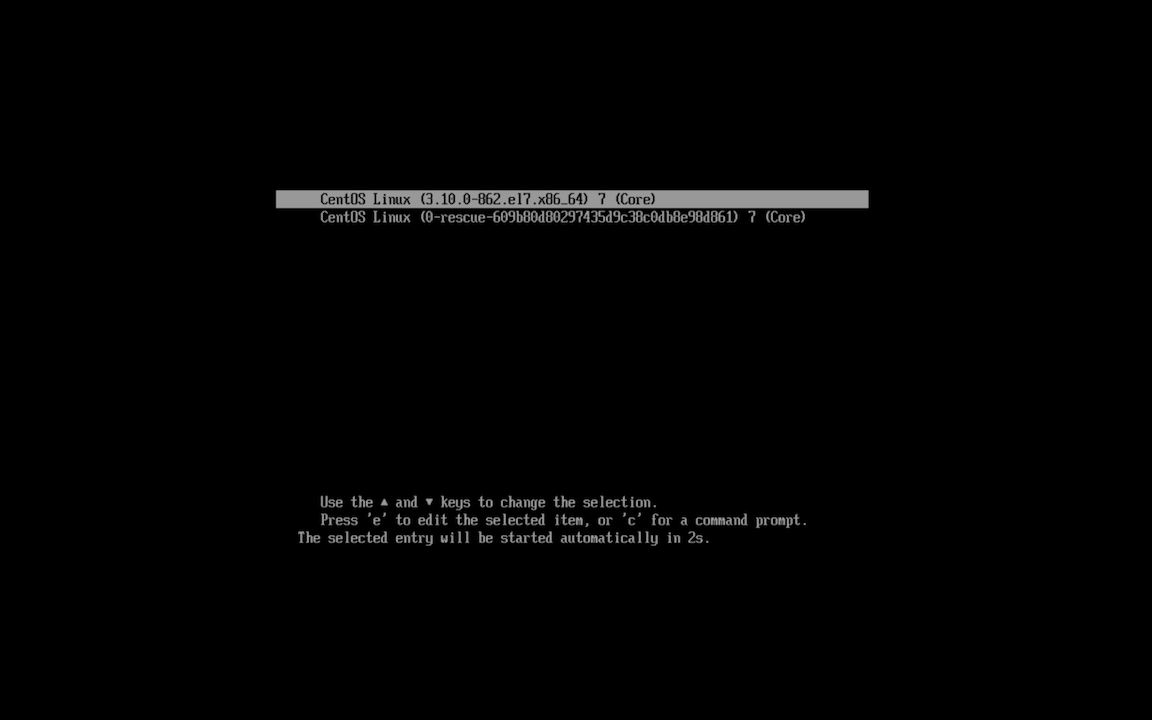 CentOS Linux (3.10.0-862.el7.x86_64) 7 (Core)
CentOS Linux (0-rescue-609b80d80297435d9c38c0db8e98d861) 7 (Core)
Use the ▲ and ▼ keys to change the selection.
Press 'e' to edit the selected item, or 'c' for a command prompt.
The selected entry will be started automatically in 2s.